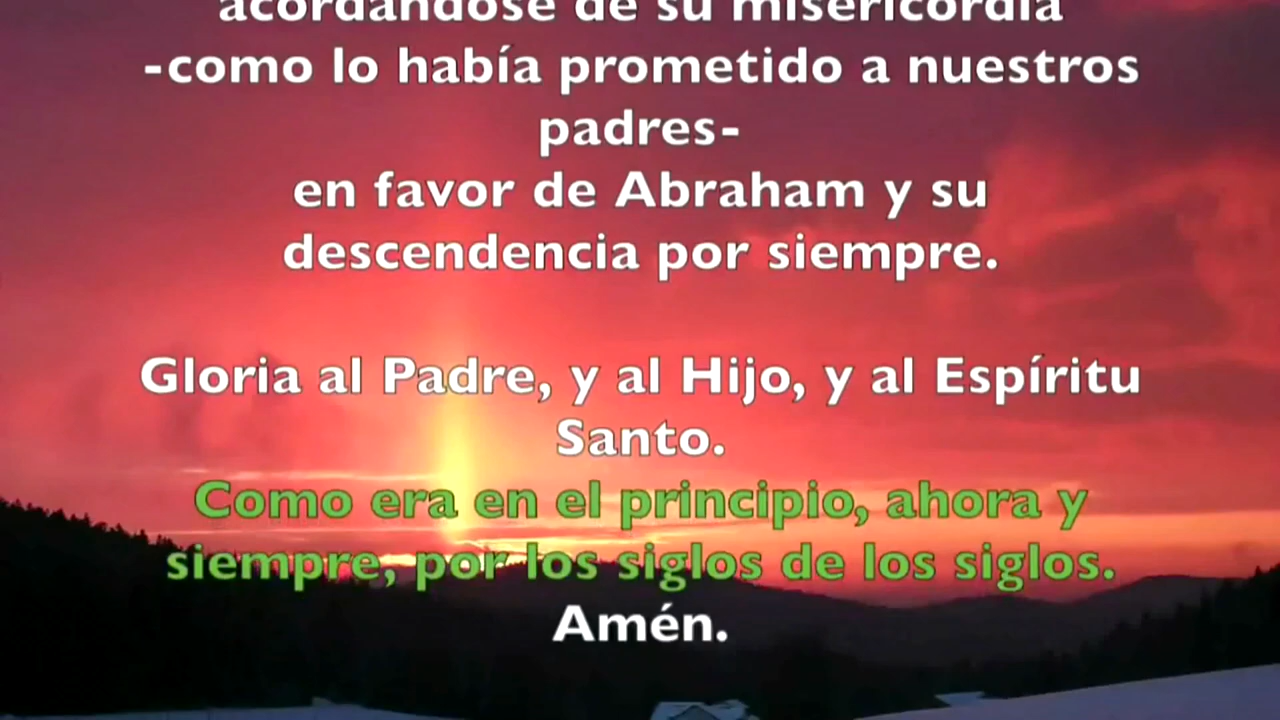 acordándose de su misericordia
-como lo había prometido a nuestros
padres-
en favor de Abraham y su
descendencia por siempre.
Gloria al Padre, y al Hijo, y al Espíritu
Santo.
Como era en el principio, ahora y
siempre, por los siglos de los siglos.
Amén.